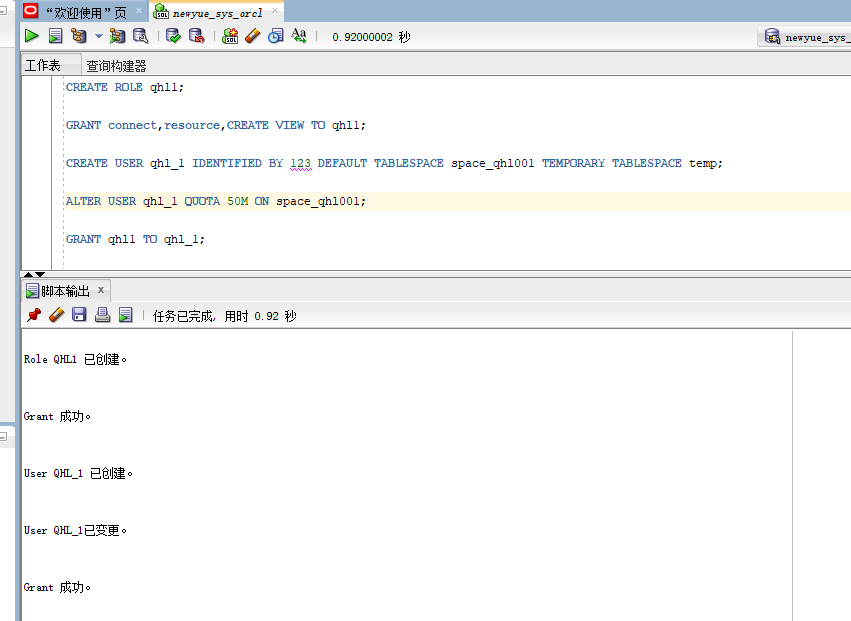 “欢迎使用”页
newyue_sys_orcl
0.92000002 秒
newyue_sys_
工作表
查询构建器
CREATE ROLE qhl1;
GRANT connect,resource,CREATE VIEW TO qhl1;
CREATE USER qhl_1 IDENTIFIED BY 123 DEFAULT TABLESPACE space_qhl001 TEMPORARY TABLESPACE temp;
ALTER USER qhl_1 QUOTA 50M ON space_qhl001;
GRANT qhl1 TO qhl_1;
脚本输出
任务已完成, 用时 0.92 秒
Role QHL1 已创建。
Grant 成功。
User QHL_1 已创建。
User QHL_1已变更。
Grant 成功。